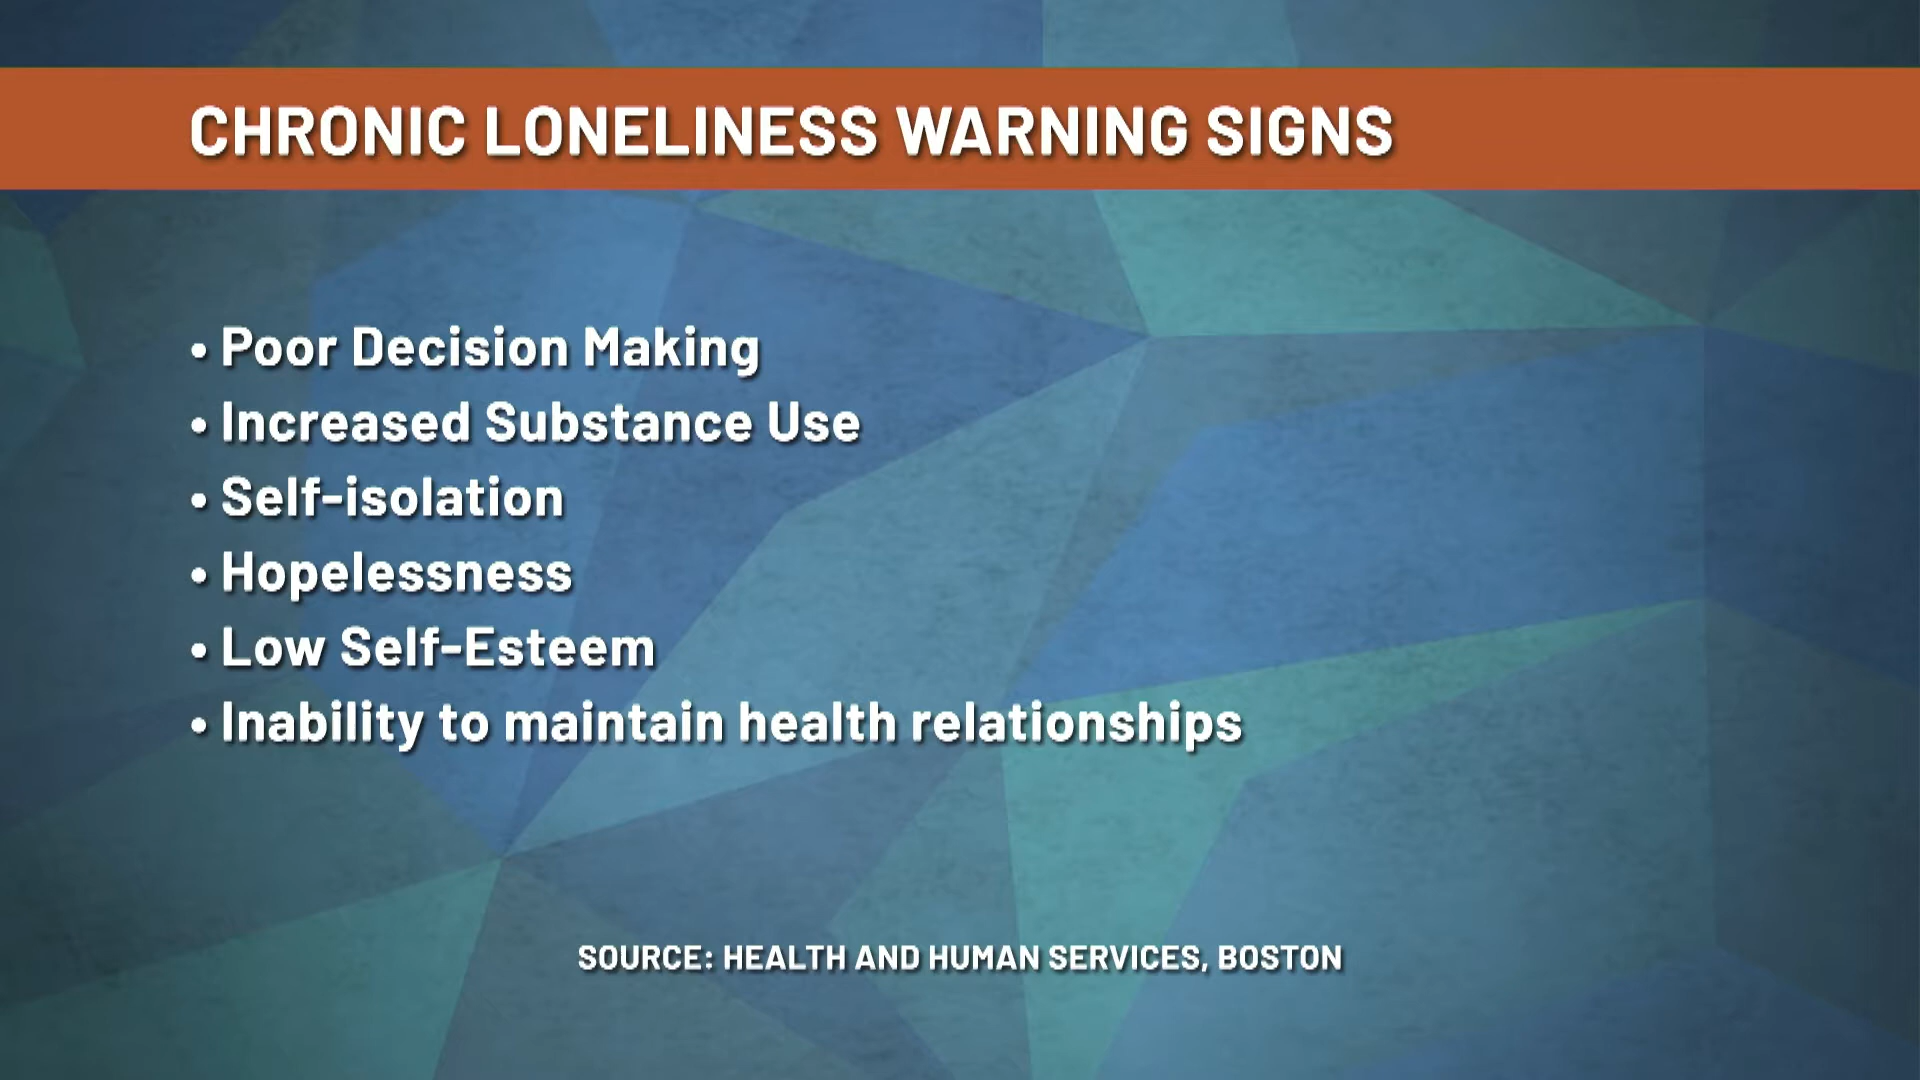 CHRONIC LONELINESS WARNING SIGNS
• Poor Decision Making
• Increased Substance Use
• Self-isolation
• Hopelessness
• Low Self-Esteem
• Inability to maintain health relationships
SOURCE: HEALTH AND HUMAN SERVICES, BOSTON